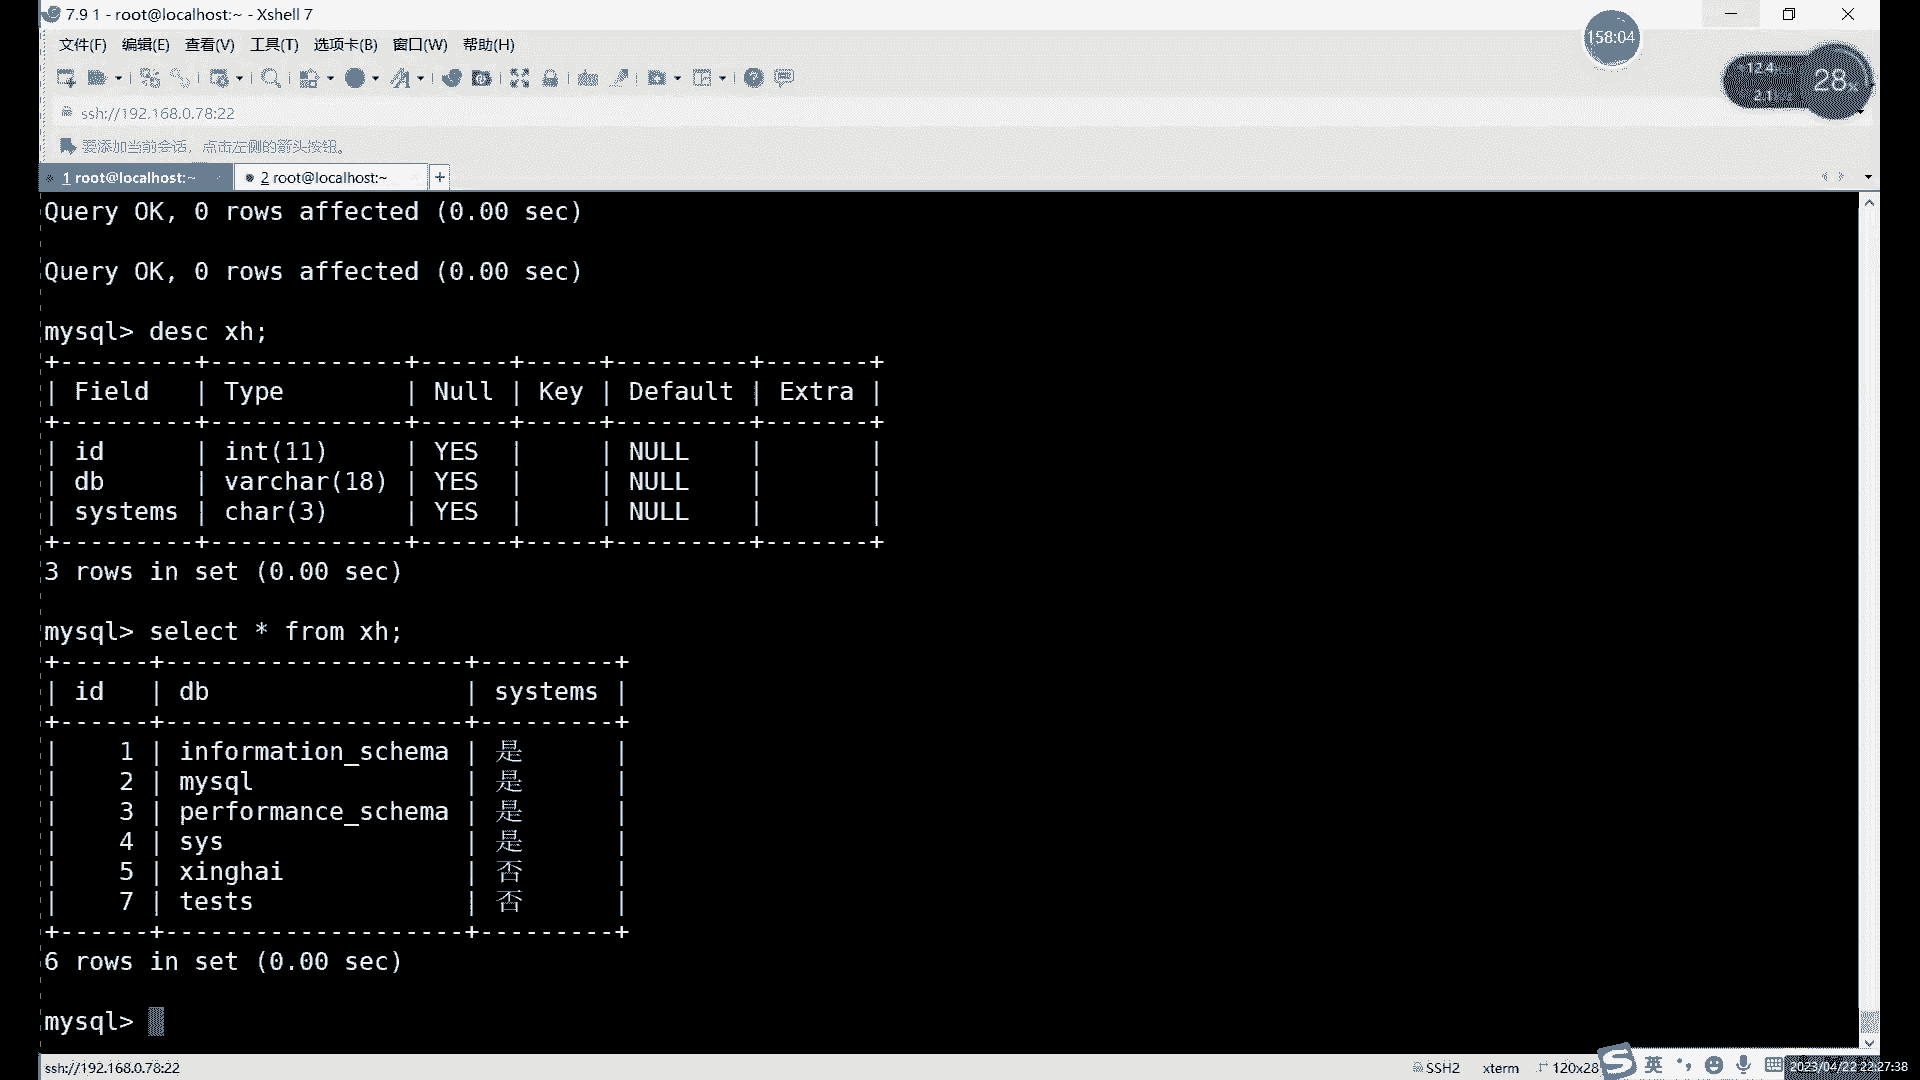 7.9 1 - root@localhost:~ - Xshell 7
158:04
文件(F) 编辑(E) 查看(V) 工具(T) 选项卡(B) 窗口(W) 帮助(H)
12.4
28%
2.1
ssh://192.168.0.78:22
要添加当前会话，点击左侧的箭头按钮。
1 root@localhost:~ 2 root@localhost:~ +
Query OK, 0 rows affected (0.00 sec)
Query OK, 0 rows affected (0.00 sec)
mysql> desc xh;
+---------+-------------+------+-----+---------+-------+
| Field   | Type        | Null | Key | Default | Extra |
+---------+-------------+------+-----+---------+-------+
| id      | int(11)     | YES  |     | NULL    |       |
| db      | varchar(18) | YES  |     | NULL    |       |
| systems | char(3)     | YES  |     | NULL    |       |
+---------+-------------+------+-----+---------+-------+
3 rows in set (0.00 sec)
mysql> select * from xh;
+------+--------------------+---------+
| id   | db                 | systems |
+------+--------------------+---------+
|    1 | information_schema | 是      |
|    2 | mysql              | 是      |
|    3 | performance_schema | 是      |
|    4 | sys                | 是      |
|    5 | xinghai            | 否      |
|    7 | tests              | 否      |
+------+--------------------+---------+
6 rows in set (0.00 sec)
mysql>
ssh://192.168.0.78:22 SSH2 xterm 120x28 英 2023/04/22 22:27:38